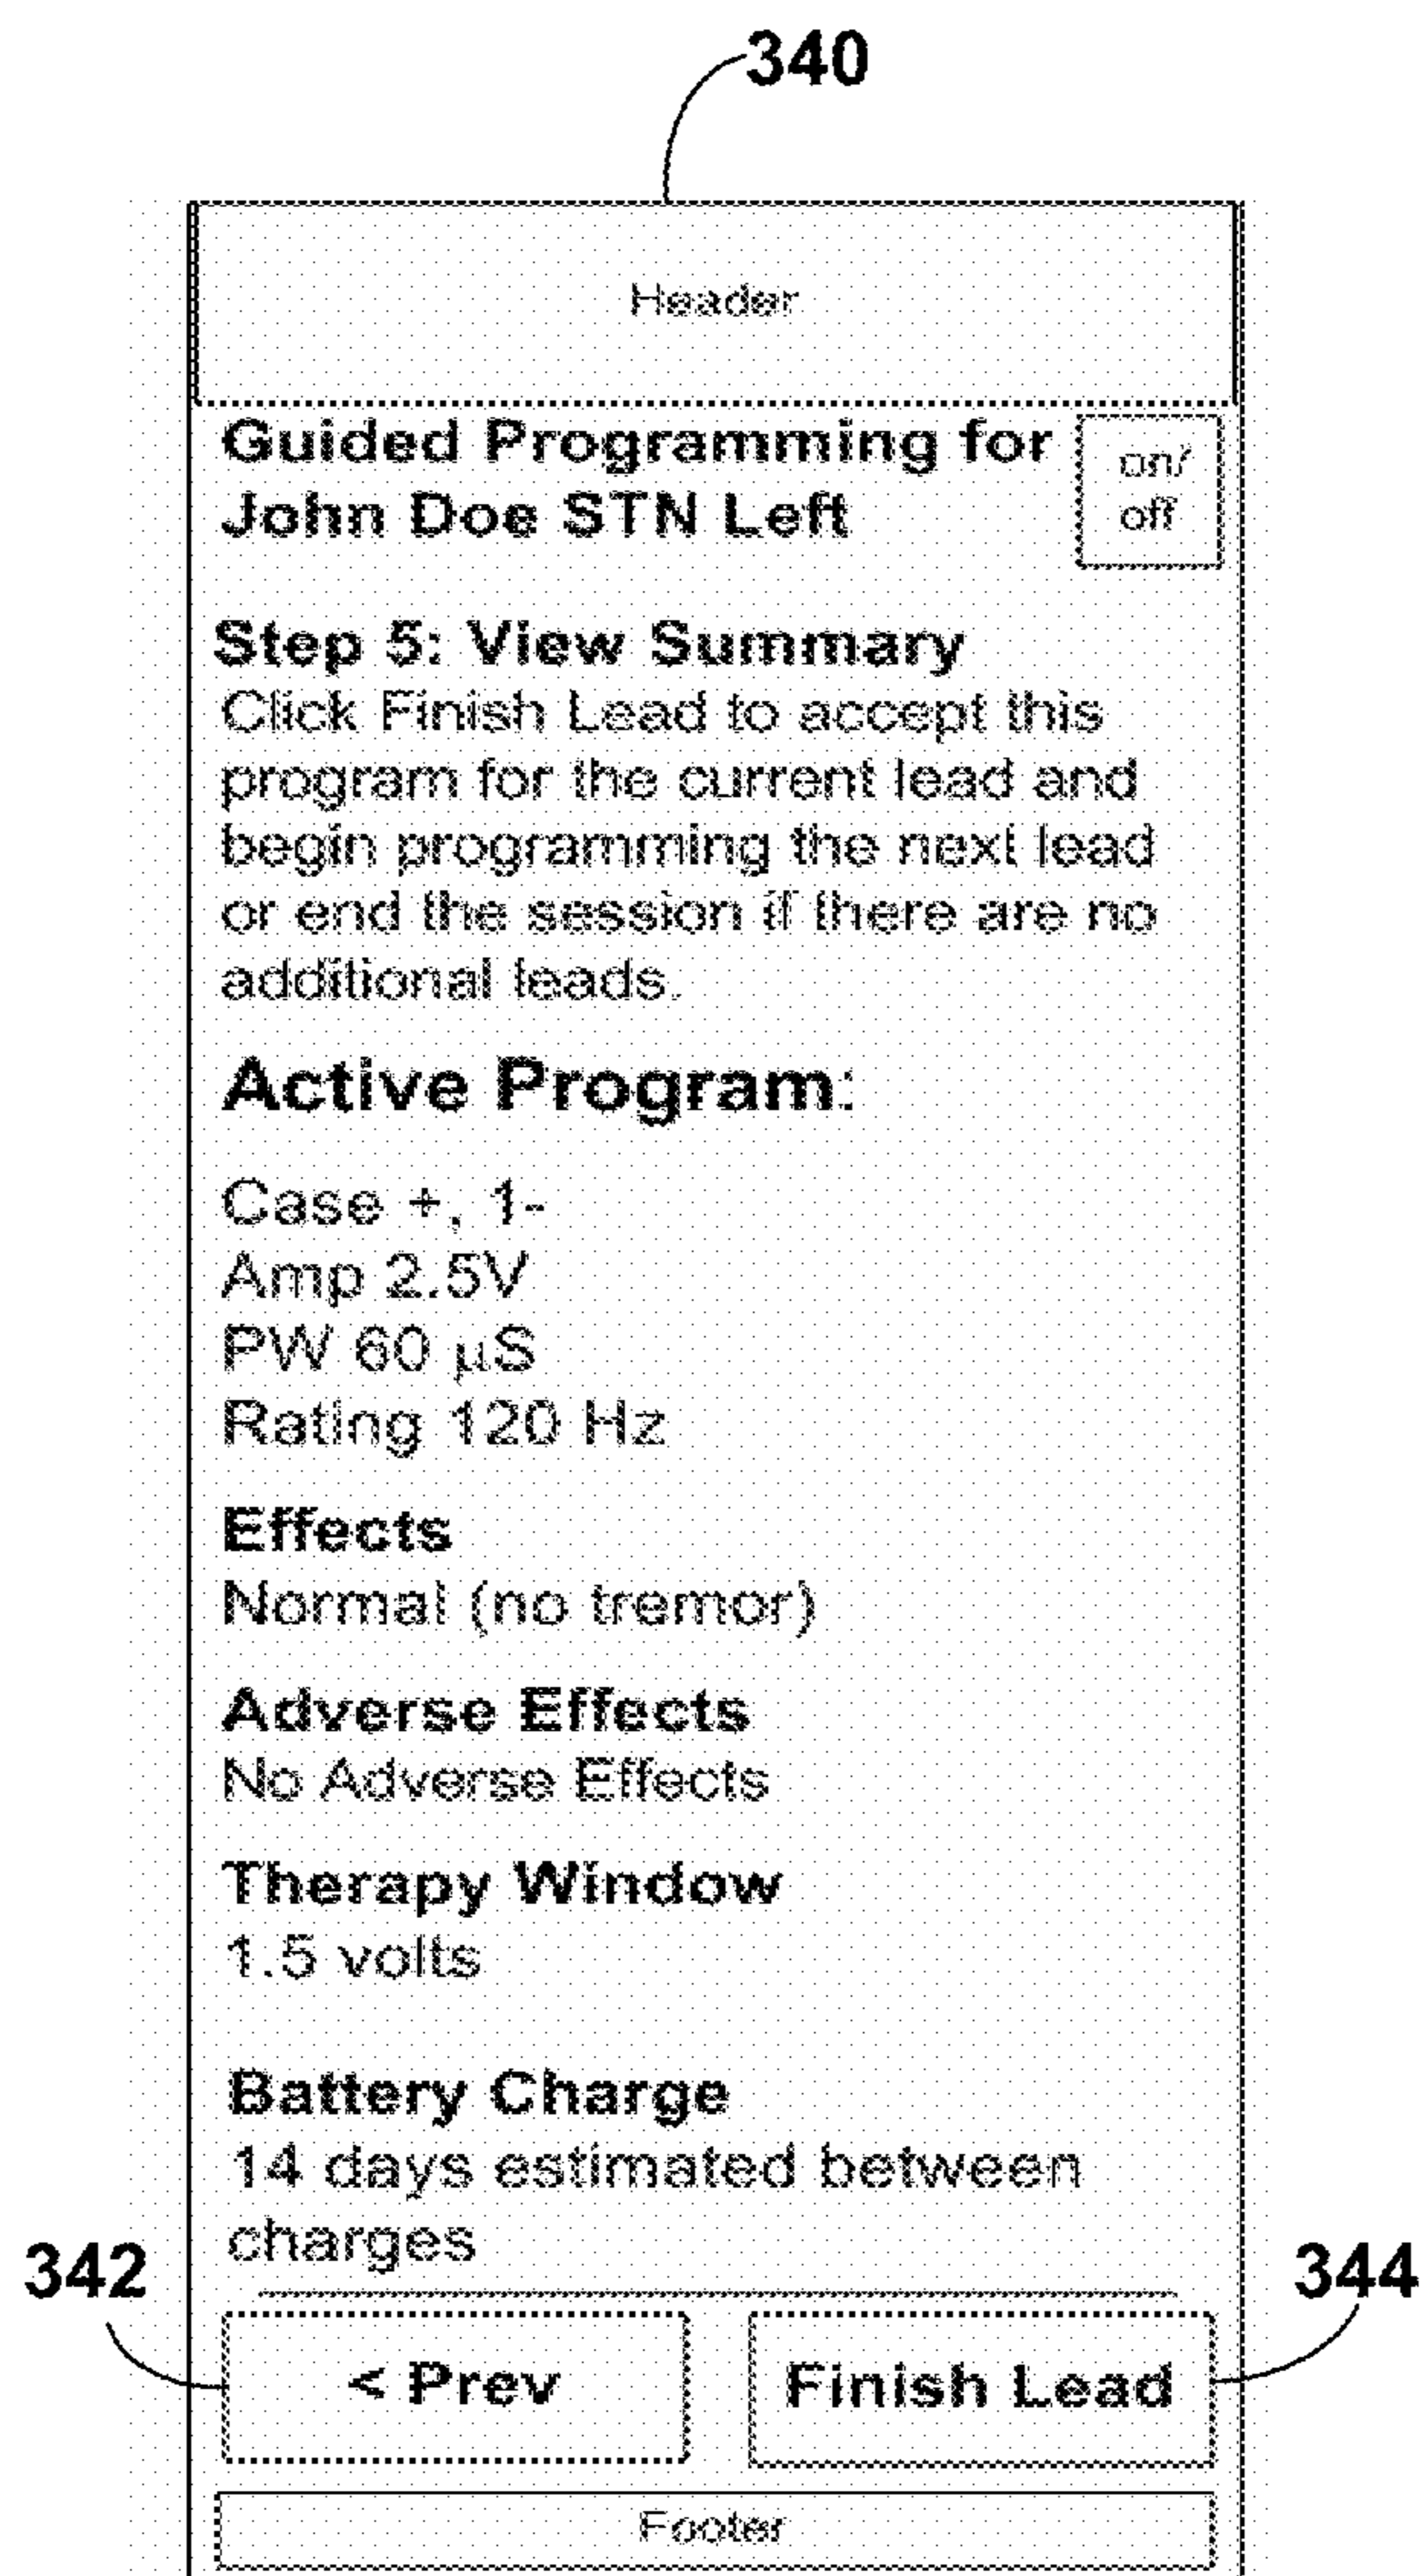 340
Header
Guided Programming for
John Doe STN Left
on/
off
Step 5: View Summary
Click Finish Lead to accept this
program for the current lead and
begin programming the next lead
or end the session if there are no
additional leads.
Active Program:
Case +, 1-
Amp 2.5V
PW 60 µS
Rating 120 Hz
Effects
Normal (no tremor)
Adverse Effects
No Adverse Effects
Therapy Window
1.5 volts
Battery Charge
14 days estimated between
charges
342
344
< Prev
Finish Lead
Footer